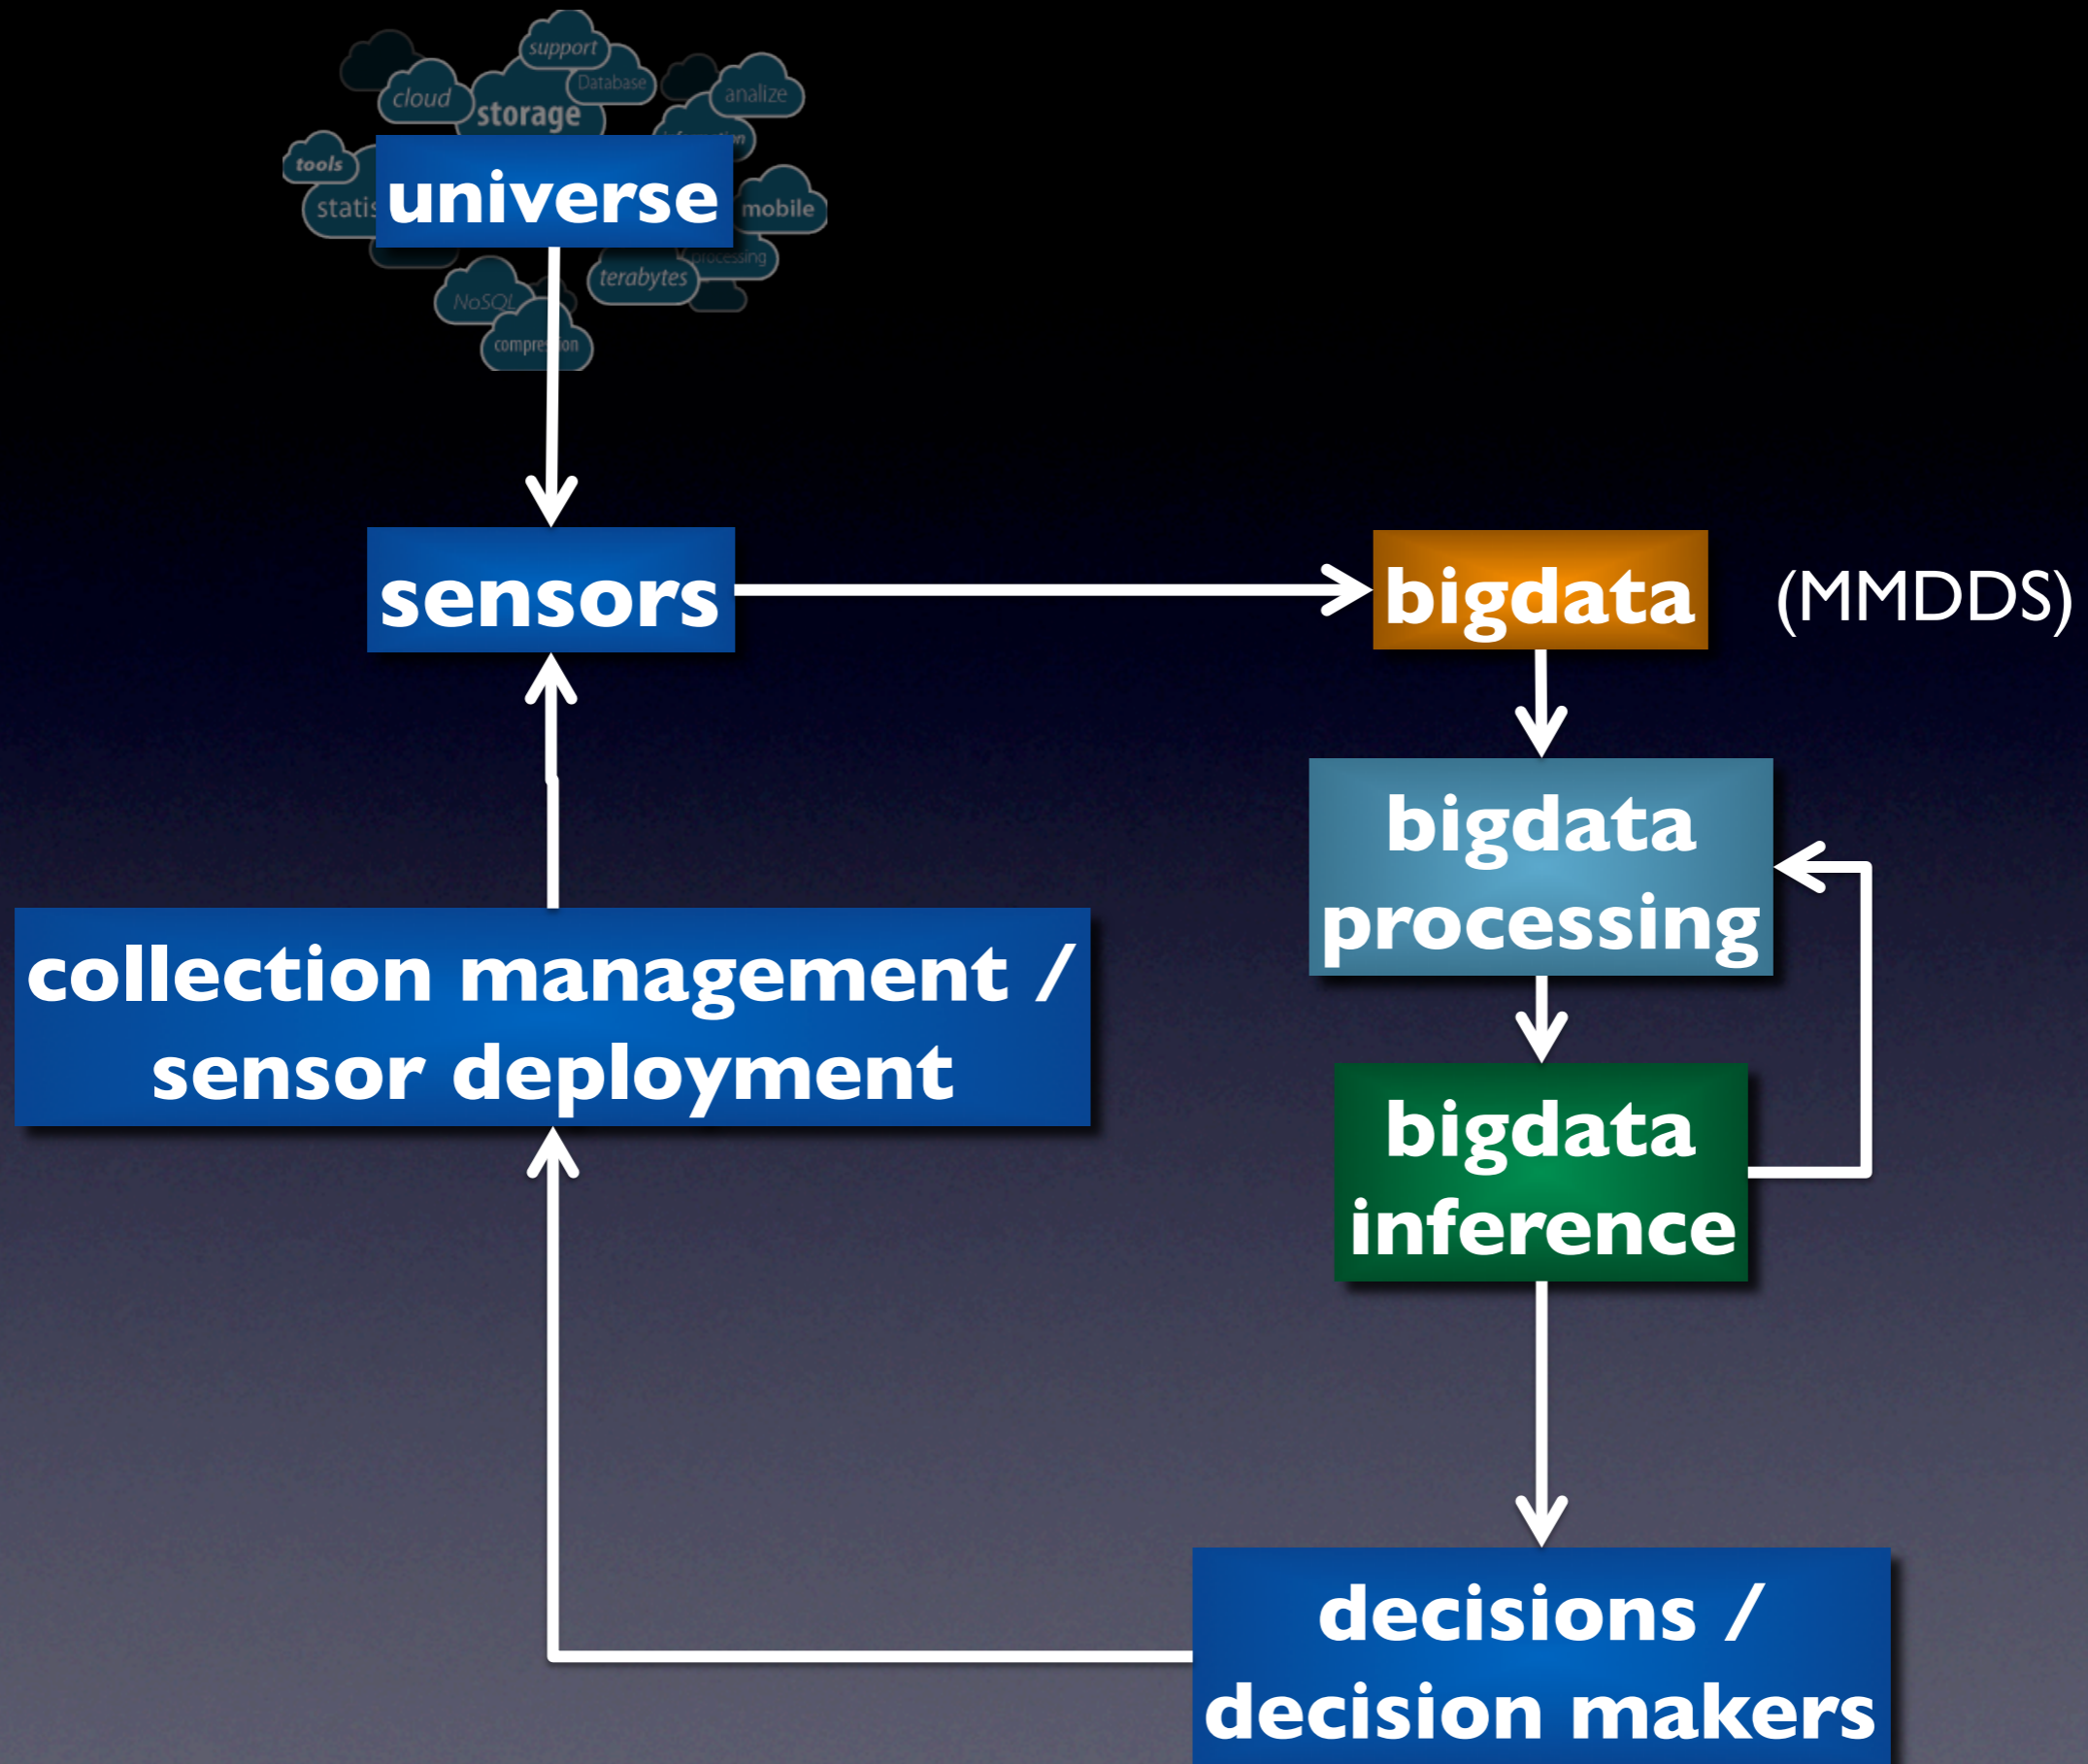 support
Database
cloud
analize
storage
tools
universe
mobile
processing
terabytes
NoSQL
sensors
bigdata
(MMDDS)
bigdata
processing
collection management /
sensor deployment
bigdata
inference
decisions /
decision makers